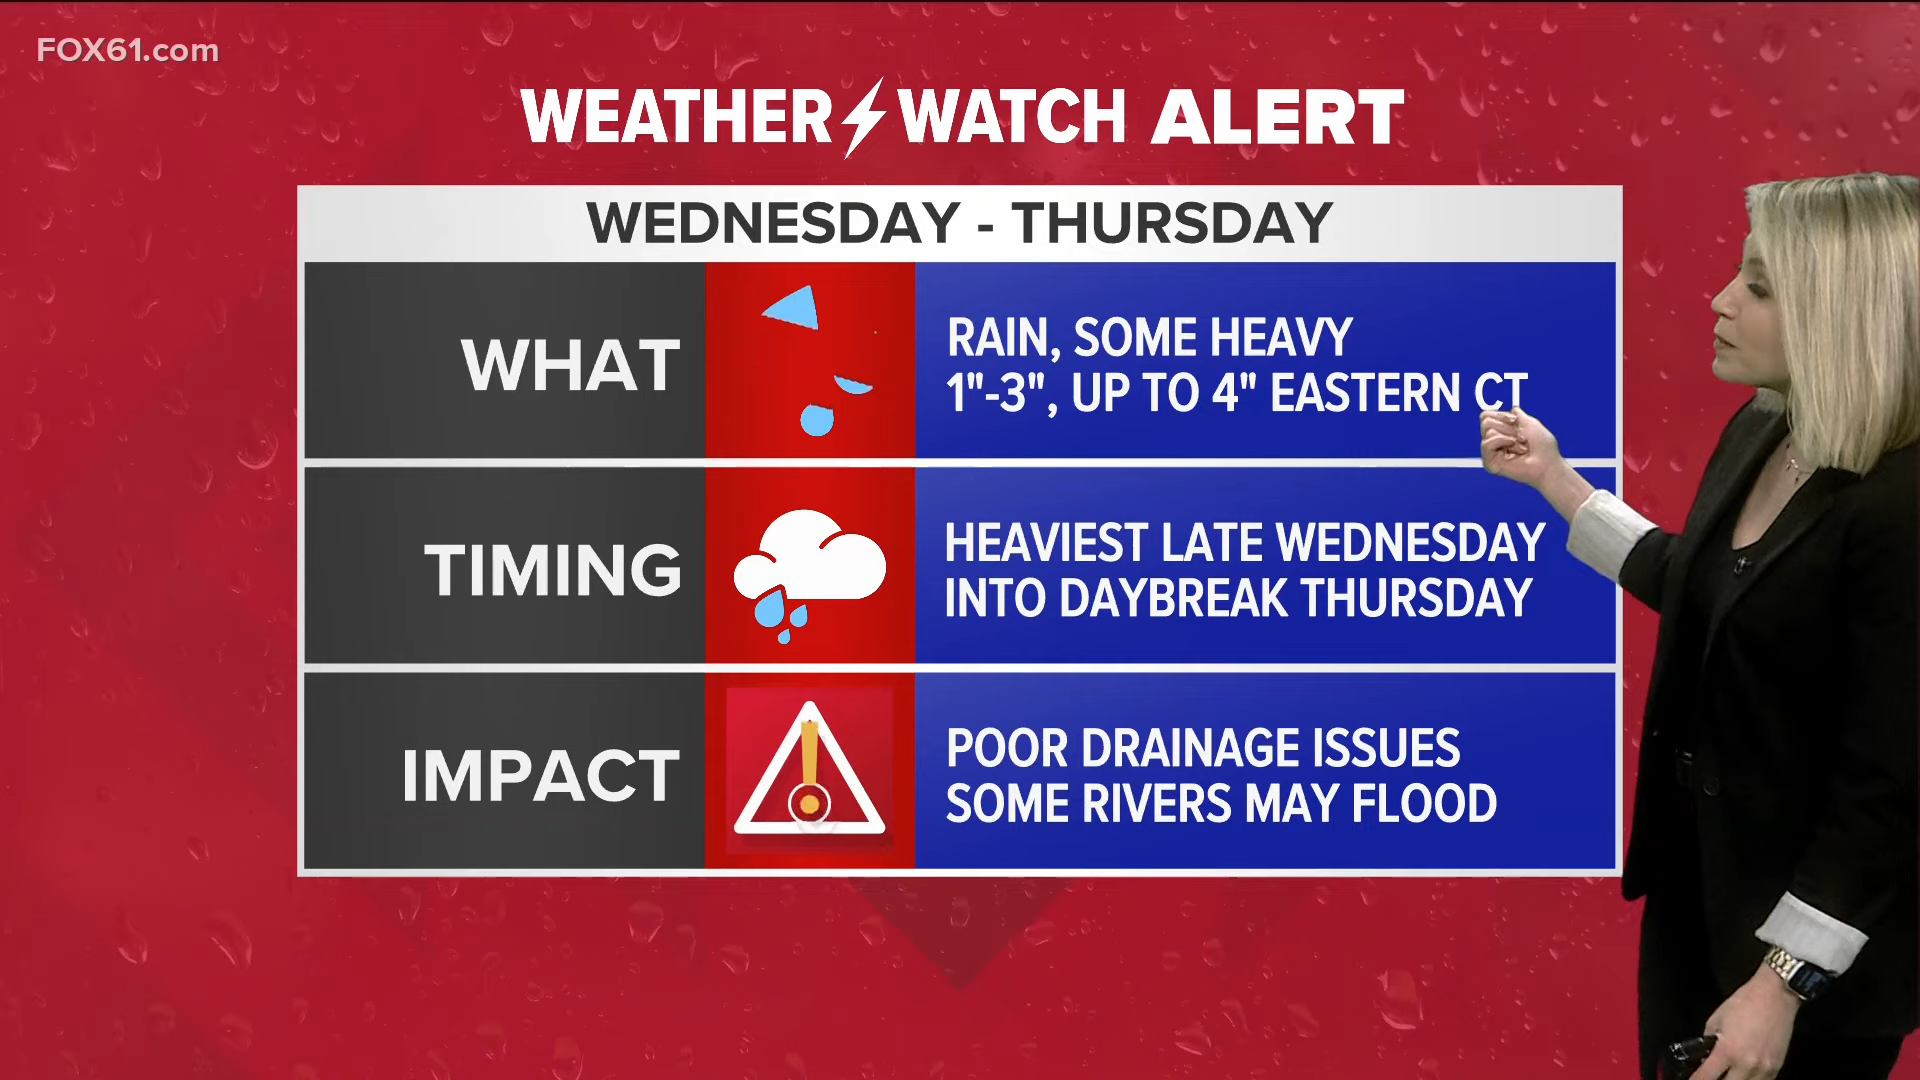 FOX61.com
WEATHER WATCH ALERT
WEDNESDAY - THURSDAY
WHAT
RAIN, SOME HEAVY
1"-3", UP TO 4" EASTERN CT
TIMING
HEAVIEST LATE WEDNESDAY
INTO DAYBREAK THURSDAY
IMPACT
POOR DRAINAGE ISSUES
SOME RIVERS MAY FLOOD